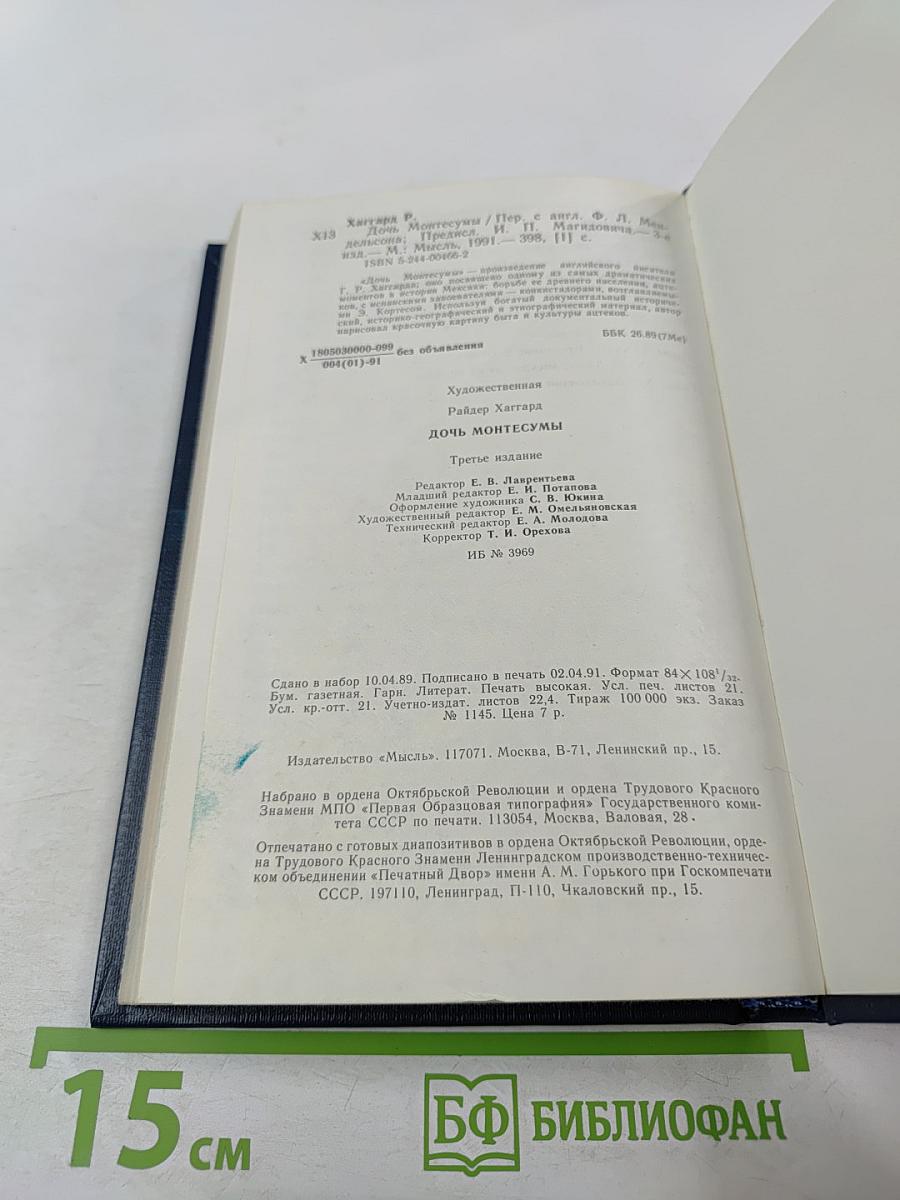 Хаггард Р.
Х13 Дочь Монтесумы / Пер. с англ. Ф. Л. Мен-
дельсона; Предисл. И. П. Магидовича.— 3-е
изд.— М.: Мысль, 1991.— 398, [1] с.
ISBN 5-244-00466-2
«Дочь Монтесумы» — произведение английского писателя
Г. Р. Хаггарда; оно посвящено одному из самых драматических
моментов в истории Мексики: борьбе ее древнего населения, ацте-
ков, с испанскими завоевателями — конкистадорами, возглавляемы-
ми Э. Кортесом. Используя богатый документальный историче-
ский, историко-географический и этнографический материал, автор
нарисовал красочную картину быта и культуры ацтеков.
Х 1805030000-099 без объявления
004(01)-91
ББК 26.89(7Ме)
Художественная
Райдер Хаггард
ДОЧЬ МОНТЕСУМЫ
Третье издание
Редактор Е. В. Лаврентьева
Младший редактор Е. И. Потапова
Оформление художника С. В. Юкина
Художественный редактор Е. М. Омельяновская
Технический редактор Е. А. Молодова
Корректор Т. И. Орехова
ИБ № 3969
Сдано в набор 10.04.89. Подписано в печать 02.04.91. Формат 84×108¹/₃₂.
Бум. газетная. Гарн. Литерат. Печать высокая. Усл. печ. листов 21.
Усл. кр.-отт. 21. Учетно-издат. листов 22,4. Тираж 100 000 экз. Заказ
№ 1145. Цена 7 р.
Издательство «Мысль». 117071. Москва, В-71, Ленинский пр., 15.
Набрано в ордена Октябрьской Революции и ордена Трудового Красного
Знамени МПО «Первая Образцовая типография» Государственного коми-
тета СССР по печати. 113054, Москва, Валовая, 28.
Отпечатано с готовых диапозитивов в ордена Октябрьской Революции, орде-
на Трудового Красного Знамени Ленинградском производственно-техничес-
ком объединении «Печатный Двор» имени А. М. Горького при Госкомпечати
СССР. 197110, Ленинград, П-110, Чкаловский пр., 15.
15 см
БФ БИБЛИОФАН